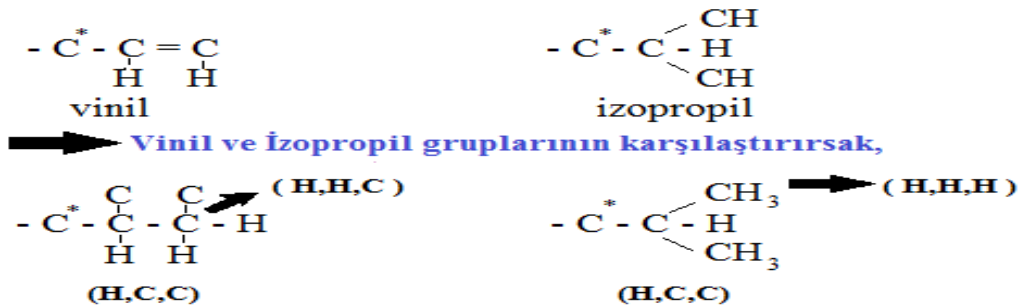 - C* - C = C
H H
vinil
CH
- C* - C - H
CH
izopropil
Vinil ve İzopropil gruplarının karşılaştırırsak,
C C
- C* - C - C - H
H H
( H,H,C )
(H,C,C)
CH3
- C* - C - H
CH3
( H,H,H )
(H,C,C)